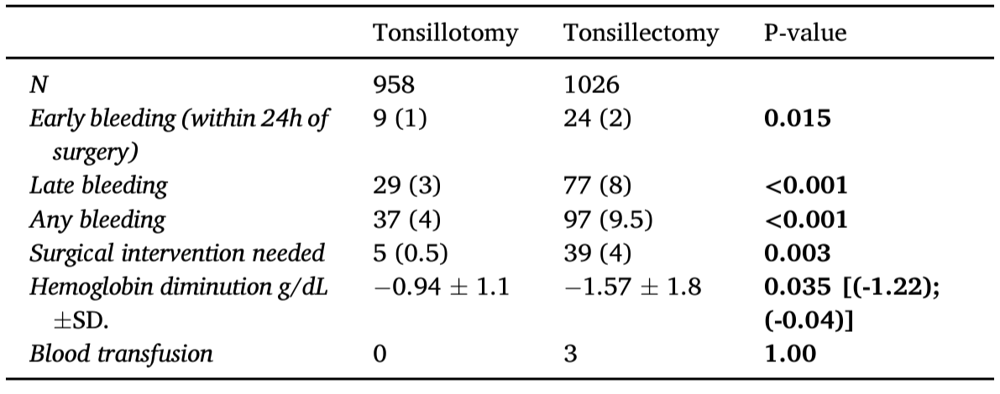 Tonsillotomy Tonsillectomy P-value
N 958 1026
Early bleeding (within 24h of 9 (1) 24 (2) 0.015
surgery)
Late bleeding 29 (3) 77 (8) <0.001
Any bleeding 37 (4) 97 (9.5) <0.001
Surgical intervention needed 5 (0.5) 39 (4) 0.003
Hemoglobin diminution g/dL −0.94 ± 1.1 −1.57 ± 1.8 0.035 [(-1.22);
±SD. (-0.04)]
Blood transfusion 0 3 1.00